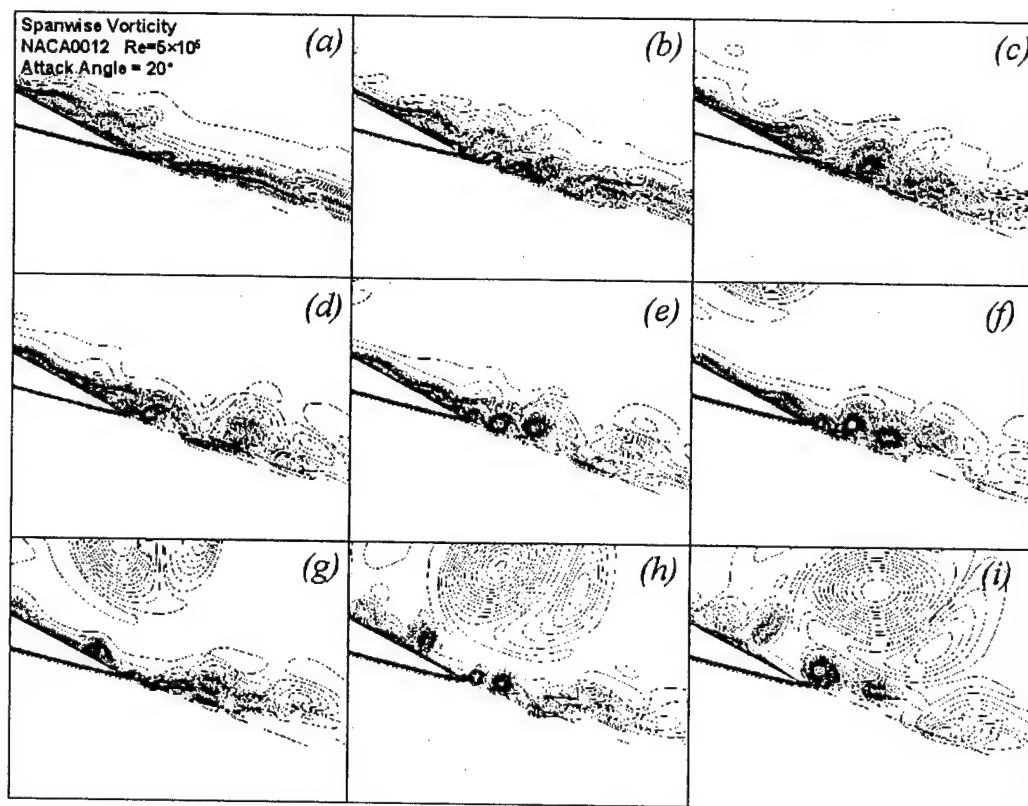 Spanwise Vorticity
NACA0012 Re=5×10⁵
Attack Angle = 20°
(a)
(b)
(c)
(d)
(e)
(f)
(g)
(h)
(i)